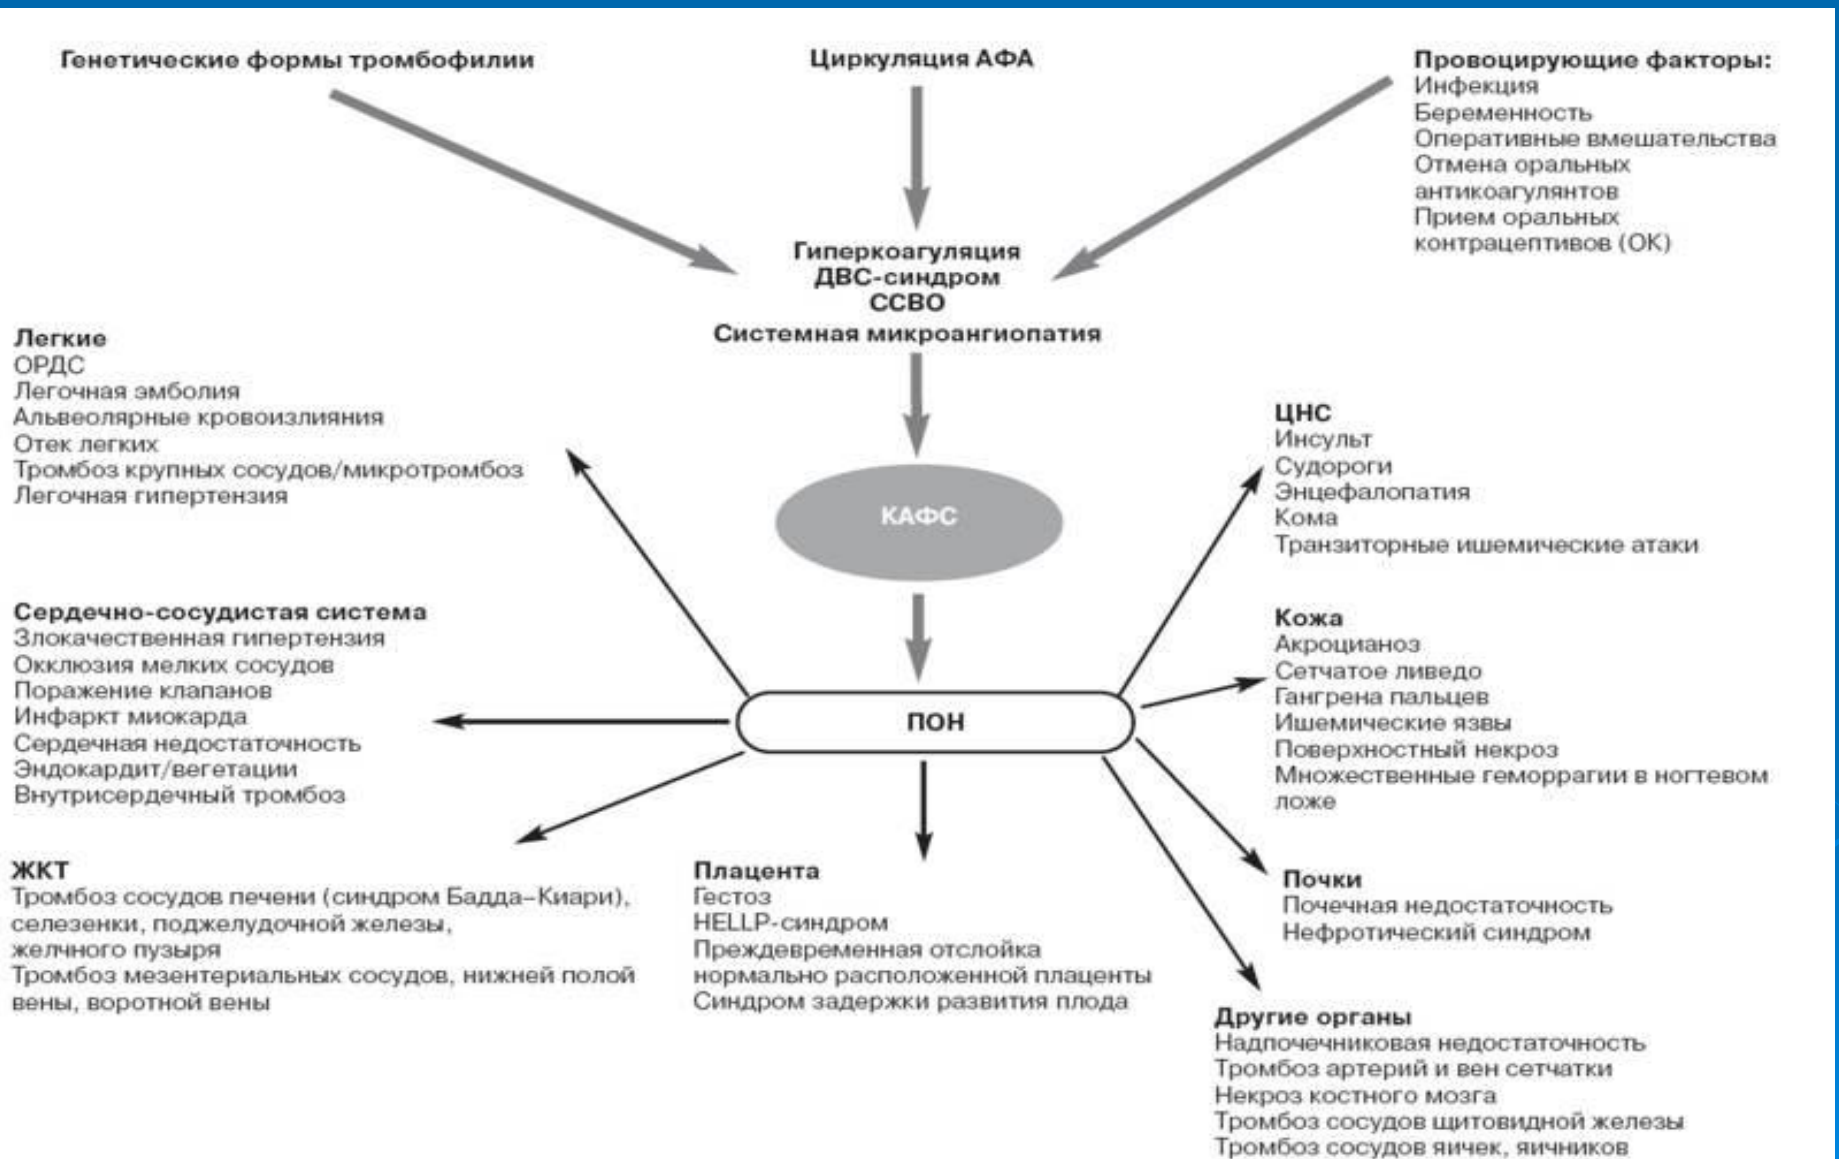 Генетические формы тромбофилии
Циркуляция АФА
Провоцирующие факторы:
Инфекция
Беременность
Оперативные вмешательства
Отмена оральных
антикоагулянтов
Прием оральных
контрацептивов (ОК)
Гиперкоагуляция
ДВС-синдром
ССВО
Системная микроангиопатия
Легкие
ОРДС
Легочная эмболия
Альвеолярные кровоизлияния
Отек легких
Тромбоз крупных сосудов/микротромбоз
Легочная гипертензия
КАФС
ЦНС
Инсульт
Судороги
Энцефалопатия
Кома
Транзиторные ишемические атаки
Сердечно-сосудистая система
Злокачественная гипертензия
Окклюзия мелких сосудов
Поражение клапанов
Инфаркт миокарда
Сердечная недостаточность
Эндокардит/вегетации
Внутрисердечный тромбоз
ПОН
Кожа
Акроцианоз
Сетчатое ливедо
Гангрена пальцев
Ишемические язвы
Поверхностный некроз
Множественные геморрагии в ногтевом
ложе
ЖКТ
Тромбоз сосудов печени (синдром Бадда–Киари),
селезенки, поджелудочной железы,
желчного пузыря
Тромбоз мезентериальных сосудов, нижней полой
вены, воротной вены
Плацента
Гестоз
HELLP-синдром
Преждевременная отслойка
нормально расположенной плаценты
Синдром задержки развития плода
Почки
Почечная недостаточность
Нефротический синдром
Другие органы
Надпочечниковая недостаточность
Тромбоз артерий и вен сетчатки
Некроз костного мозга
Тромбоз сосудов щитовидной железы
Тромбоз сосудов яичек, яичников